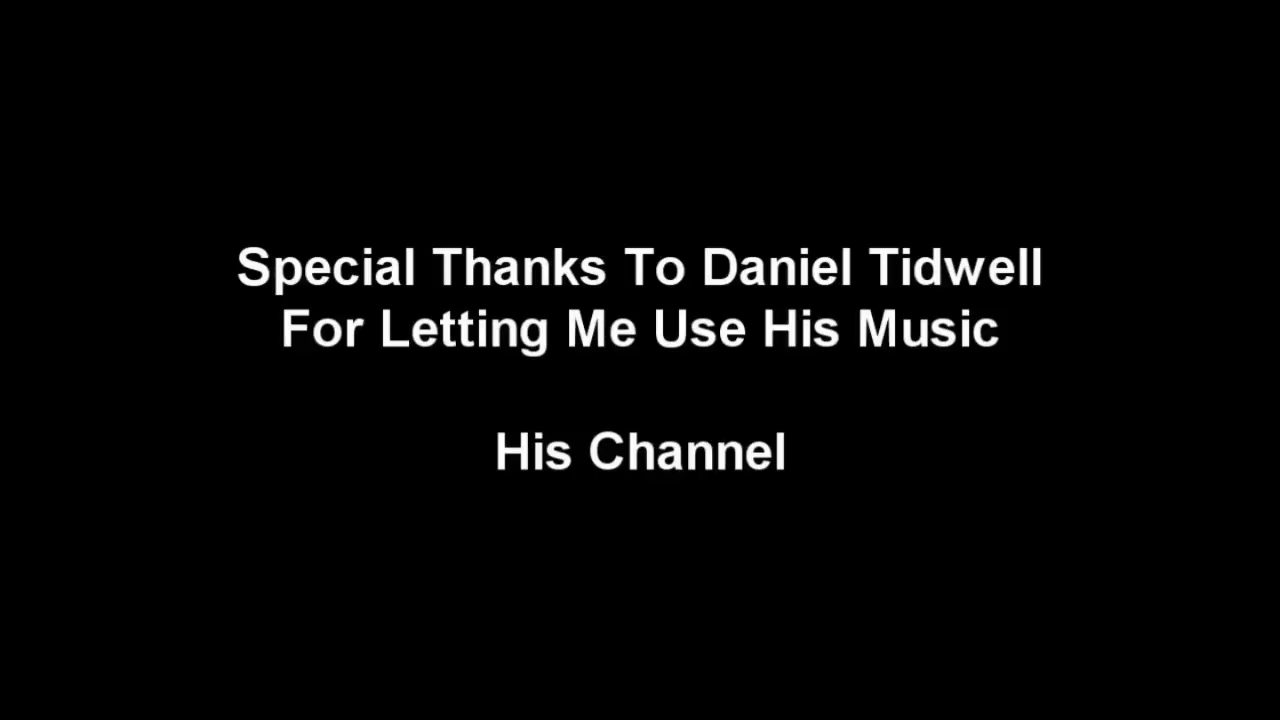 Special Thanks To Daniel Tidwell
For Letting Me Use His Music
His Channel